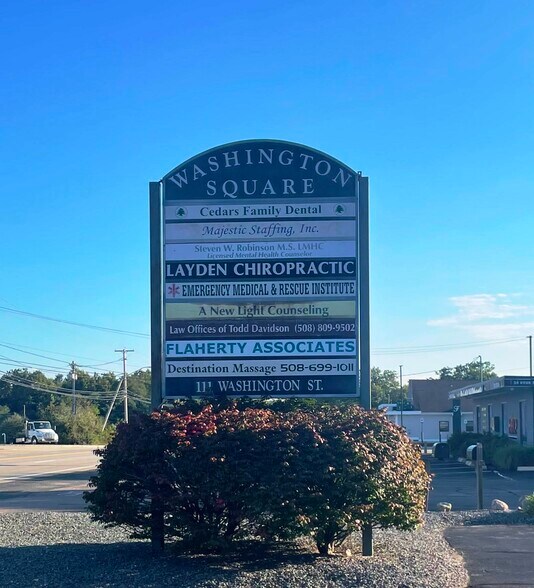 WASHINGTON
SQUARE
Cedars Family Dental
Majestic Staffing, Inc.
Steven W. Robinson M.S. LMHC
Licensed Mental Health Counselor
LAYDEN CHIROPRACTIC
EMERGENCY MEDICAL & RESCUE INSTITUTE
A New Light Counseling
Law Offices of Todd Davidson (508) 809-9502
FLAHERTY ASSOCIATES
Destination Massage 508-699-1011
111 WASHINGTON ST.